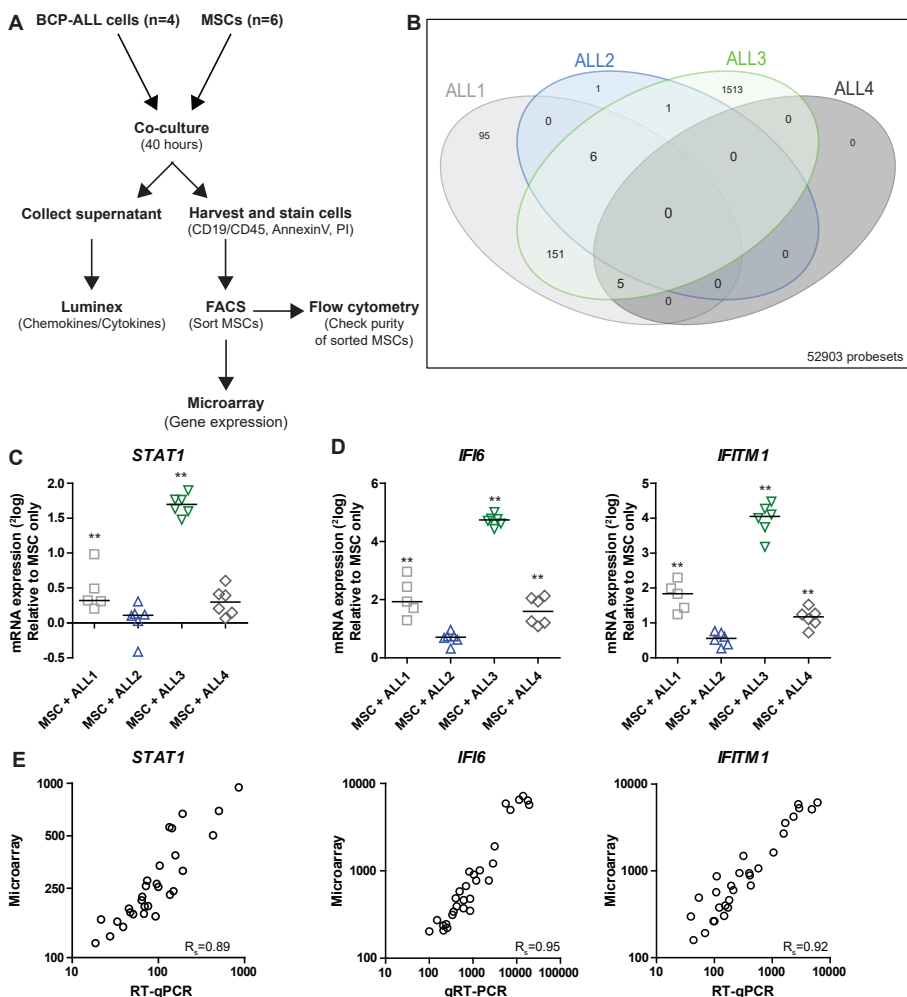 A
BCP-ALL cells (n=4)
MSCs (n=6)
Co-culture
(40 hours)
Collect supernatant
Harvest and stain cells
(CD19/CD45, AnnexinV, PI)
Luminex
(Chemokines/Cytokines)
FACS
(Sort MSCs)
Flow cytometry
(Check purity
of sorted MSCs)
Microarray
(Gene expression)
B
ALL1
ALL2
ALL3
ALL4
95
0
1
1
1513
0
0
6
0
0
151
5
0
0
0
52903 probesets
C
STAT1
mRNA expression (²log)
Relative to MSC only
2.0
1.5
1.0
0.5
0.0
-0.5
**
**
MSC + ALL1
MSC + ALL2
MSC + ALL3
MSC + ALL4
D
IFI6
mRNA expression (²log)
Relative to MSC only
6
4
2
0
**
**
**
MSC + ALL1
MSC + ALL2
MSC + ALL3
MSC + ALL4
IFITM1
mRNA expression (²log)
Relative to MSC only
5
4
3
2
1
0
**
**
**
MSC + ALL1
MSC + ALL2
MSC + ALL3
MSC + ALL4
E
STAT1
Microarray
1000
500
250
100
10
100
1000
Rs=0.89
RT-qPCR
IFI6
Microarray
10000
1000
100
10
100
1000
10000
100000
Rs=0.95
qRT-PCR
IFITM1
Microarray
10000
1000
100
10
100
1000
10000
Rs=0.92
RT-qPCR